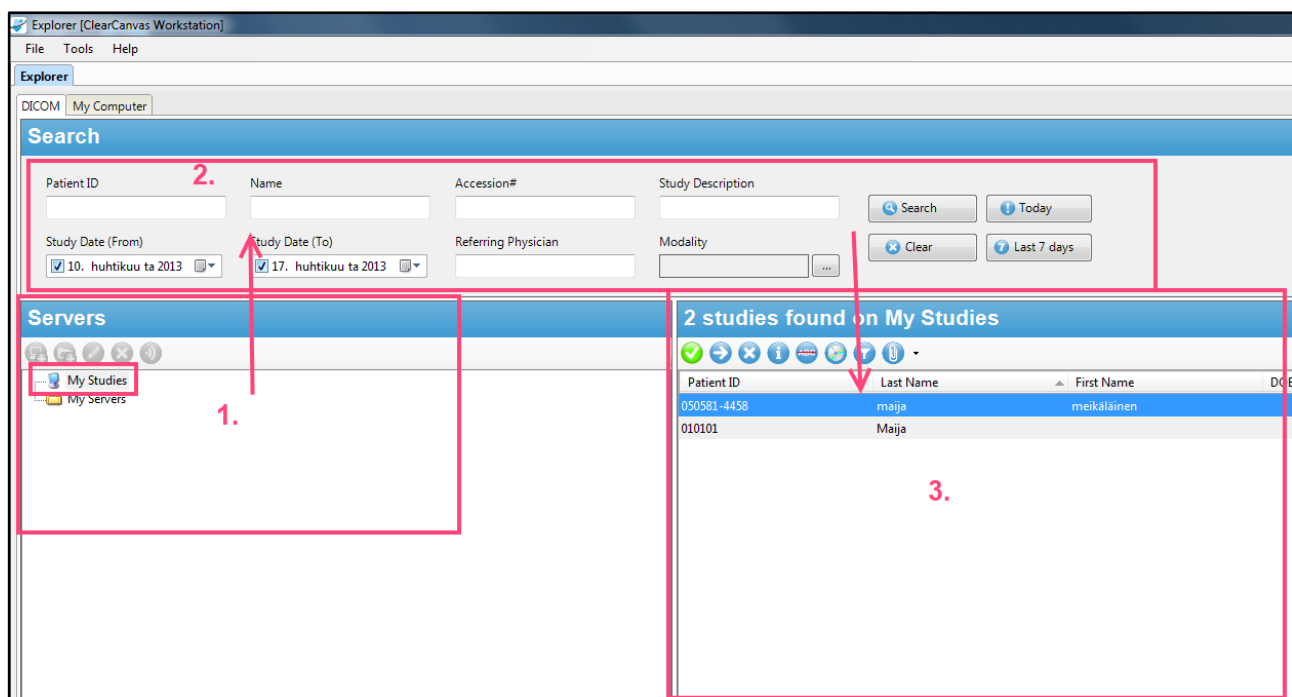 Explorer [ClearCanvas Workstation]
File Tools Help
Explorer
DICOM My Computer
Search
2.
Patient ID Name Accession# Study Description
Search Today
Study Date (From) Study Date (To) Referring Physician Modality
Clear Last 7 days
10. huhtikuu ta 2013 17. huhtikuu ta 2013 ...
Servers
My Studies
My Servers
1.
2 studies found on My Studies
Patient ID Last Name First Name
050581-4458 maija meikäläinen
010101 Maija
3.